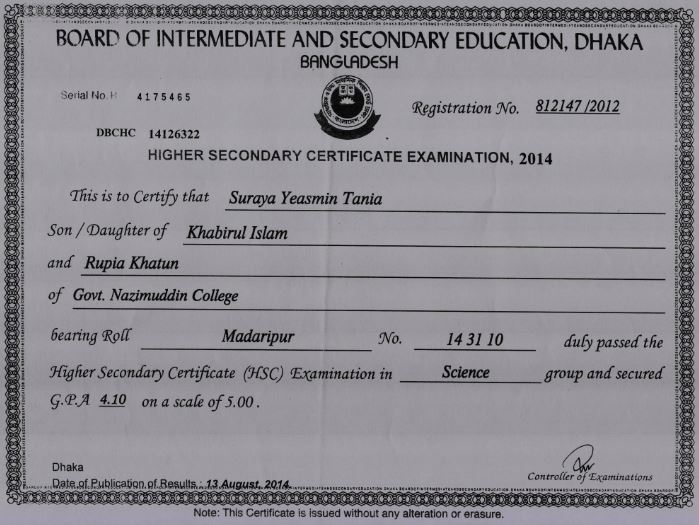 BOARD OF INTERMEDIATE AND SECONDARY EDUCATION, DHAKA
BANGLADESH
Serial No. H 4175465
Registration No. 812147/2012
DBCHC 14126322
HIGHER SECONDARY CERTIFICATE EXAMINATION, 2014
This is to Certify that Suraya Yeasmin Tania
Son / Daughter of Khabirul Islam
and Rupia Khatun
of Govt. Nazimuddin College
bearing Roll Madaripur No. 14 31 10 duly passed the
Higher Secondary Certificate (HSC) Examination in Science group and secured
G.P.A 4.10 on a scale of 5.00.
Dhaka
Date of Publication of Results : 13 August, 2014
Controller of Examinations
Note: This Certificate is issued without any alteration or erasure.